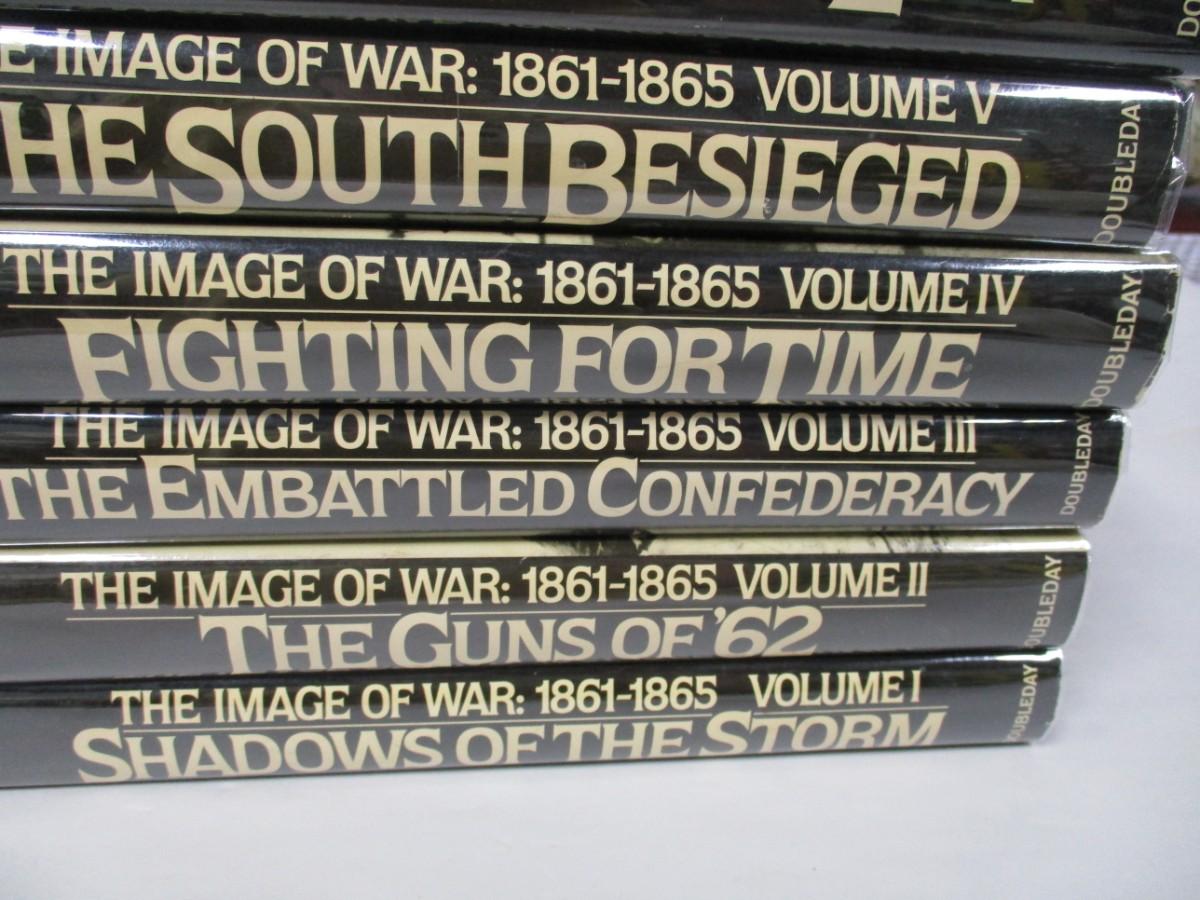 E IMAGE OF WAR: 1861-1865 VOLUME V
HE SOUTH BESIEGED
DOUBLEDAY
THE IMAGE OF WAR: 1861-1865 VOLUME IV
FIGHTING FOR TIME
DOUBLEDAY
THE IMAGE OF WAR: 1861-1865 VOLUME III
THE EMBATTLED CONFEDERACY
DOUBLEDAY
THE IMAGE OF WAR: 1861-1865 VOLUME II
THE GUNS OF '62
OUBLEDAY
THE IMAGE OF WAR: 1861-1865 VOLUME I
SHADOWS OF THE STORM
OUBLEDAY